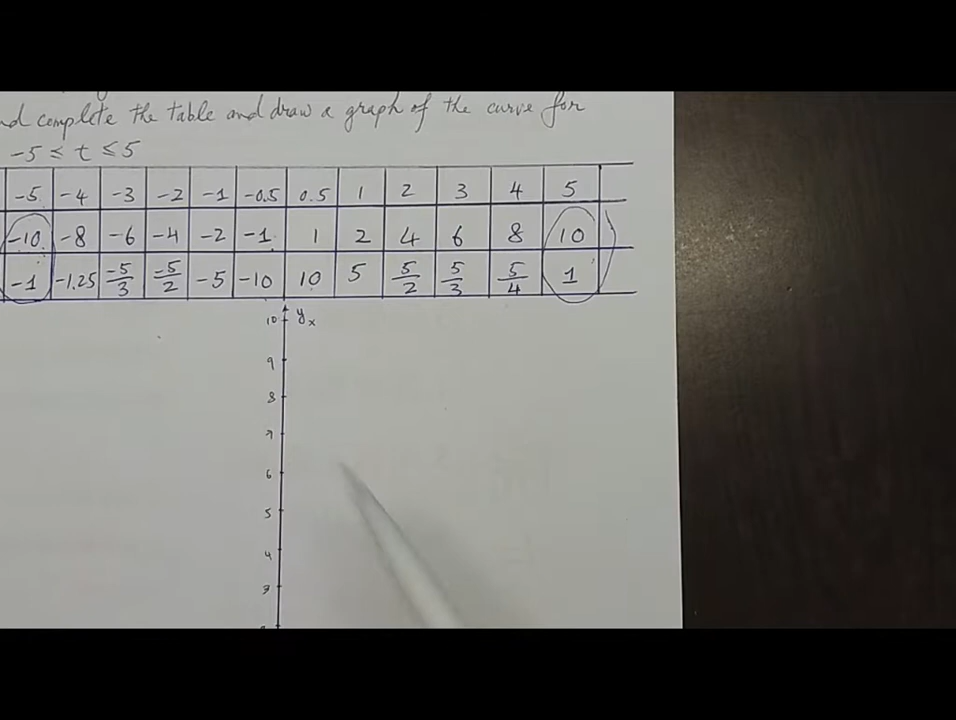 complete the table and draw a graph of the curve for
-5 ≤ t ≤ 5
-5 -4 -3 -2 -1 -0.5 0.5 1 2 3 4 5
-10 -8 -6 -4 -2 -1 1 2 4 6 8 10
-1 -1.25 -5/3 -5/2 -5 -10 10 5 5/2 5/3 5/4 1
10 y x
9
8
7
6
5
4
3